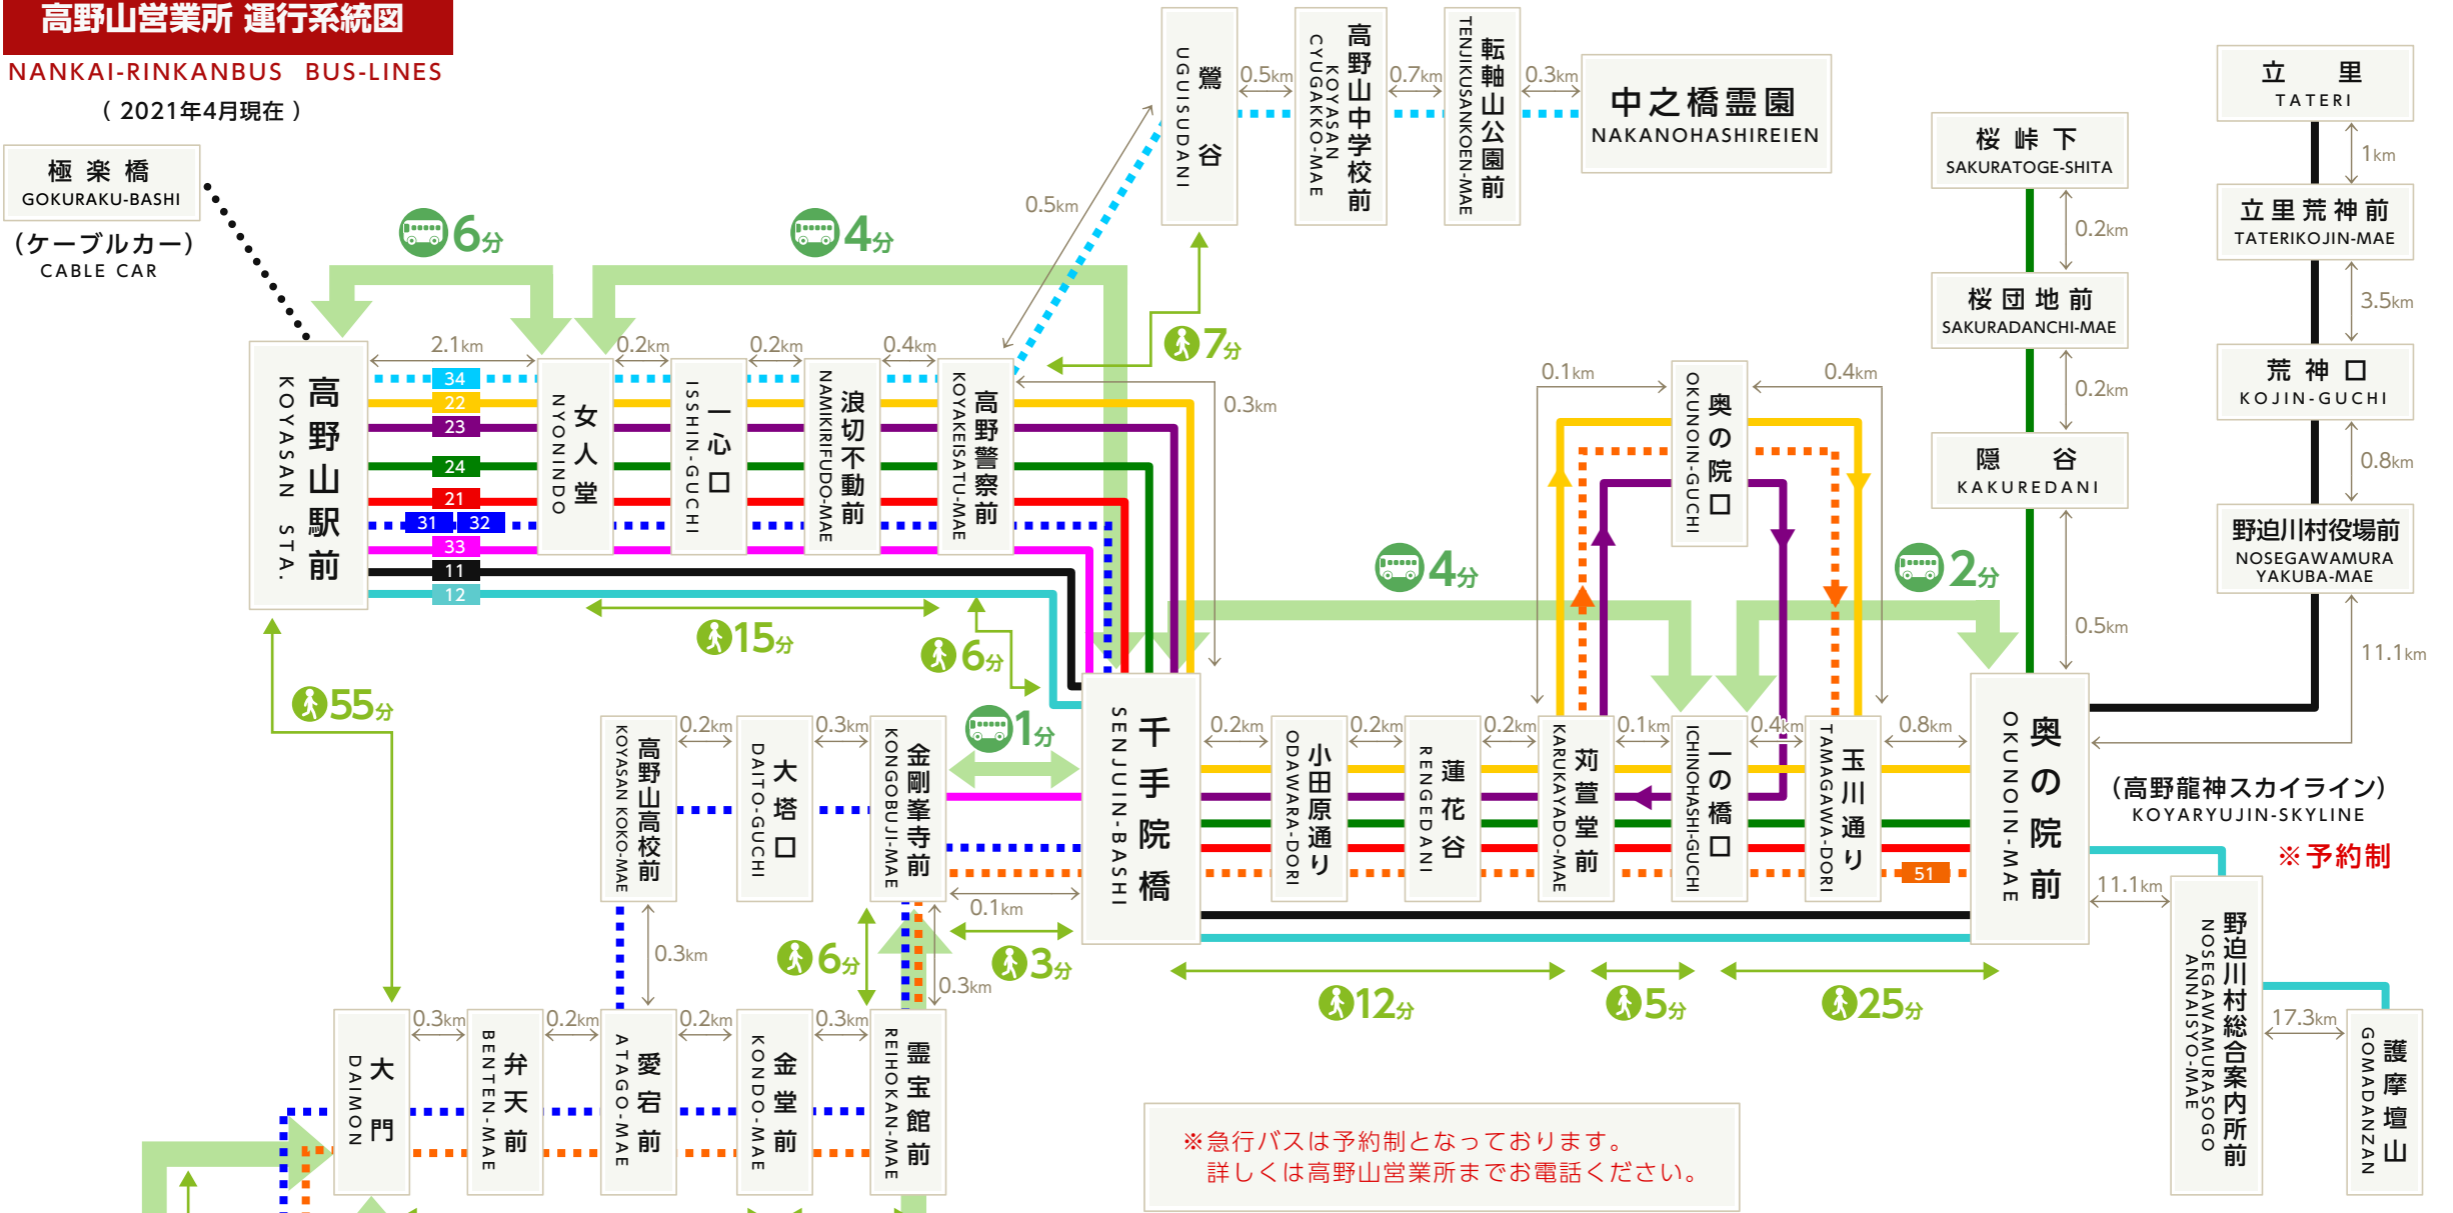 高野山営業所 運行系統図
NANKAI-RINKANBUS BUS-LINES
( 2021年4月現在 )
極楽橋
GOKURAKU-BASHI
(ケーブルカー)
CABLE CAR
6分
4分
0.5km
鶯谷
UGUISUDANI
0.5km
高野山中学校前
KOYASAN
CYUGAKKO-MAE
0.7km
転軸山公園前
TENJIKUSANKOEN-MAE
0.3km
中之橋霊園
NAKANOHASHIREIEN
7分
高野山駅前
KOYASAN STA.
2.1km
34
22
23
24
21
31
32
33
11
12
女人堂
NYONINDO
0.2km
一心口
ISSHIN-GUCHI
0.2km
浪切不動前
NAMIKIRIFUDO-MAE
0.4km
高野警察前
KOYAKEISATU-MAE
0.3km
15分
6分
55分
0.1km
奥の院口
OKUNOIN-GUCHI
0.4km
4分
2分
桜峠下
SAKURATOGE-SHITA
0.2km
桜団地前
SAKURADANCHI-MAE
0.2km
隠谷
KAKUREDANI
0.5km
立里
TATERI
1km
立里荒神前
TATERIKOJIN-MAE
3.5km
荒神口
KOJIN-GUCHI
0.8km
野迫川村役場前
NOSEGAWAMURA
YAKUBA-MAE
11.1km
高野山高校前
KOYASAN KOKO-MAE
0.2km
大塔口
DAITO-GUCHI
0.3km
金剛峯寺前
KONGOBUJI-MAE
1分
千手院橋
SENJUIN-BASHI
0.2km
小田原通り
ODAWARA-DORI
0.2km
蓮花谷
RENGEDANI
0.2km
苅萱堂前
KARUKAYADO-MAE
0.1km
一の橋口
ICHINOHASHI-GUCHI
0.4km
玉川通り
TAMAGAWA-DORI
0.8km
51
奥の院前
OKUNOIN-MAE
(高野龍神スカイライン)
KOYARYUJIN-SKYLINE
※予約制
11.1km
野迫川村総合案内所前
NOSEGAWAMURASOGO
ANNAISYO-MAE
17.3km
護摩壇山
GOMADANZAN
0.1km
3分
6分
0.3km
0.3km
12分
5分
25分
大門
DAIMON
0.3km
弁天前
BENTEN-MAE
0.2km
愛宕前
ATAGO-MAE
0.2km
金堂前
KONDO-MAE
0.3km
霊宝館前
REIHOKAN-MAE
※急行バスは予約制となっております。
詳しくは高野山営業所までお電話ください。